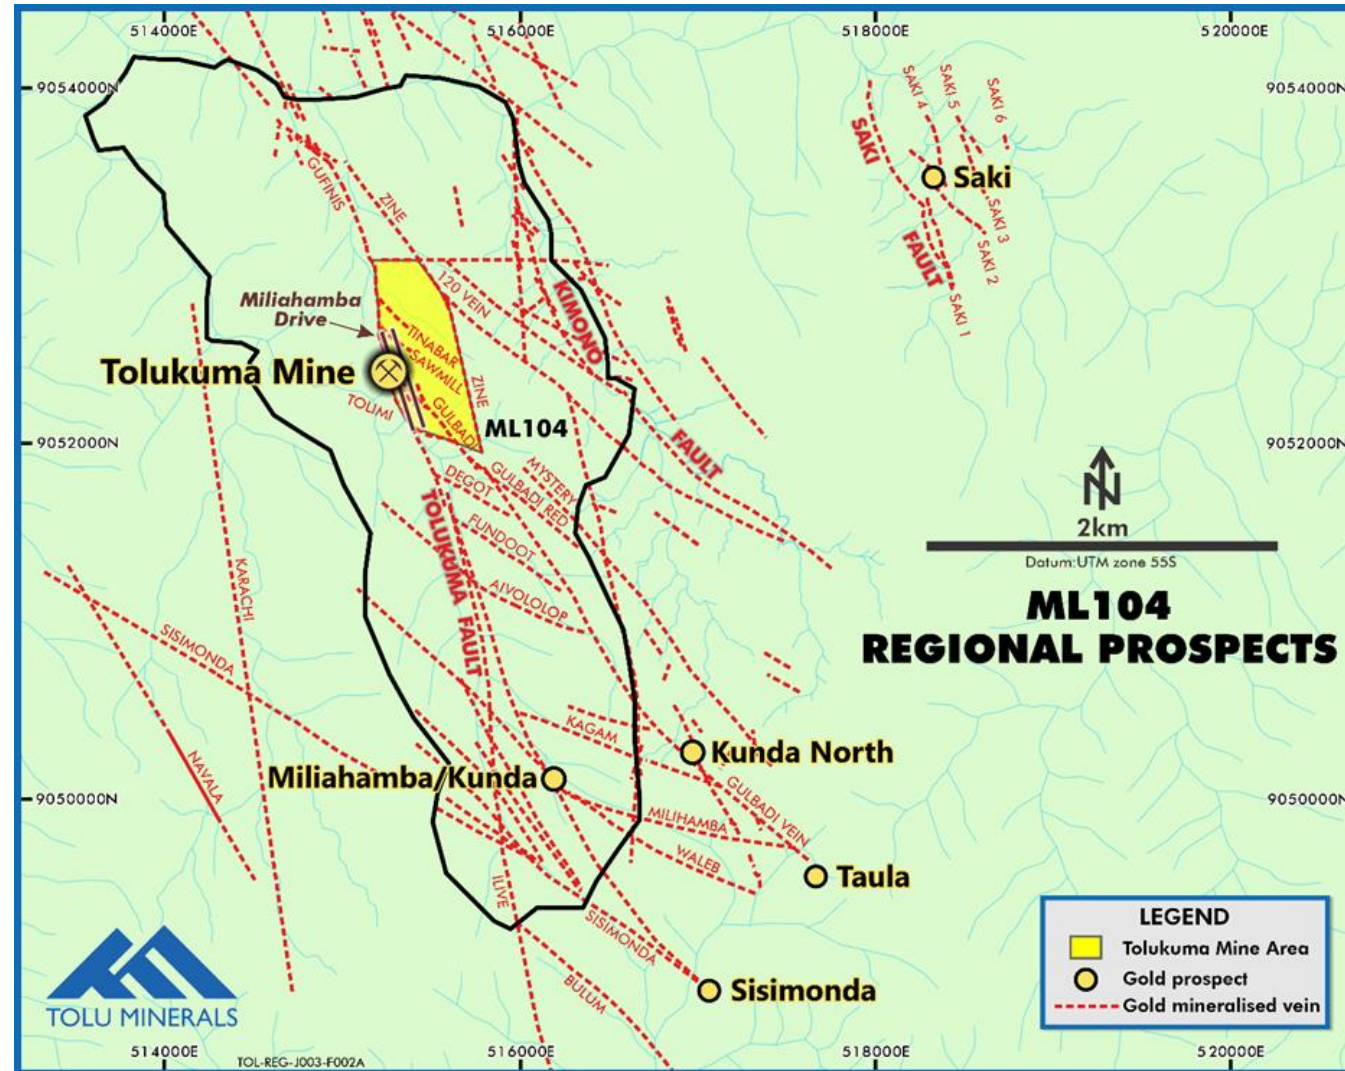 514000E
516000E
518000E
520000E
9054000N
9054000N
SAKI 4
SAKI 5
SAKI 6
SAKI
Saki
GUFINIS
ZINE
SAKI 3
FAULT
SAKI 2
SAKI 1
120 VEIN
KIMONO
Miliahamba
Drive
TINABAR
SAWMILL
Tolukuma Mine
ZINE
TOLIMI
GULBADI
ML104
9052000N
9052000N
FAULT
MYSTERY
GULBADI RED
DEGOT
N
2km
TOLUKUMA FAULT
FUNDOOT
Datum:UTM zone 55S
KARACHI
AIVOLOLOP
ML104
REGIONAL PROSPECTS
SISIMONDA
KAGAM
Kunda North
NAVALA
Miliahamba/Kunda
GULBADI VEIN
9050000N
9050000N
MILIHAMBA
WALEB
Taula
ILIVE
SISIMONDA
LEGEND
Tolukuma Mine Area
Gold prospect
Gold mineralised vein
BULUM
Sisimonda
TOLU MINERALS
514000E
TOL-REG-J003-F002A
516000E
518000E
520000E